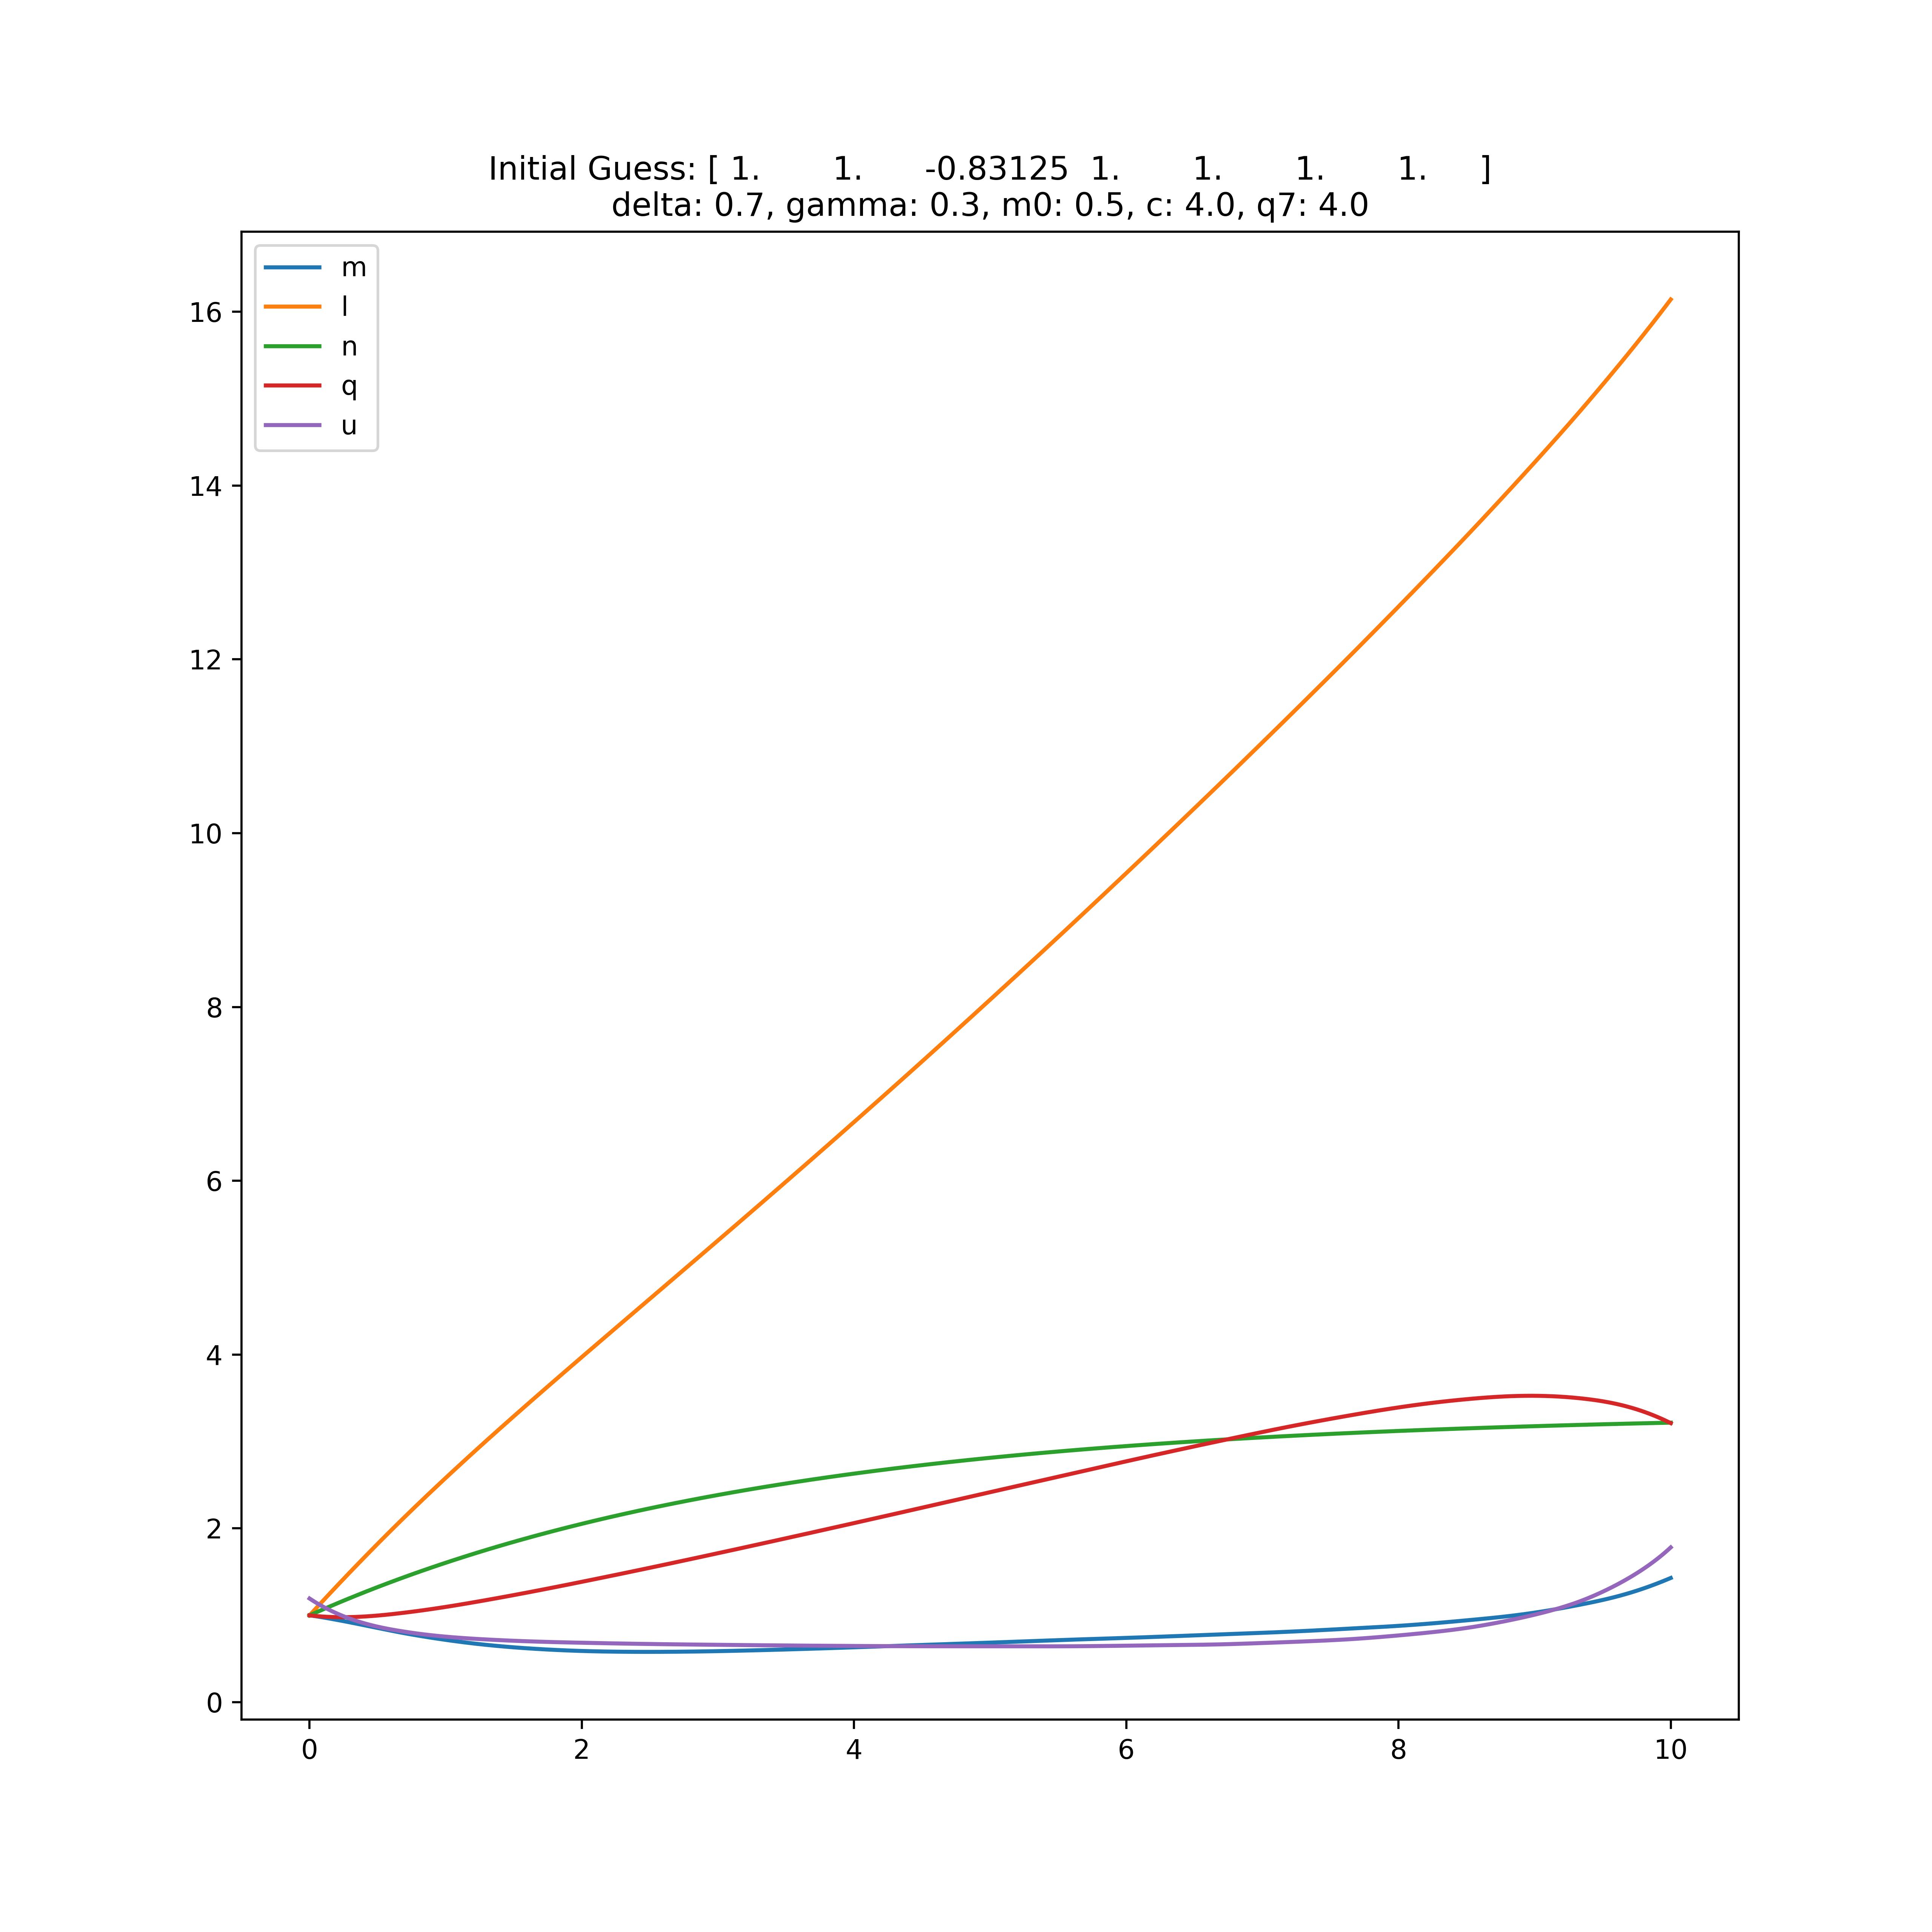 Initial Guess: [ 1. 1. -0.83125 1. 1. 1. 1. ]
delta: 0.7, gamma: 0.3, m0: 0.5, c: 4.0, q7: 4.0
m
l
n
q
u
16
14
12
10
8
6
4
2
0
0 2 4 6 8 10